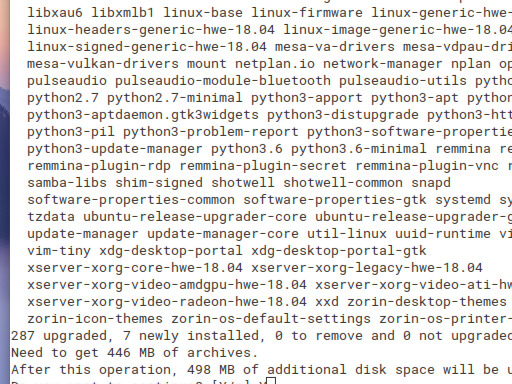 libxau6 libxmlb1 linux-base linux-firmware linux-generic-hwe-
linux-headers-generic-hwe-18.04 linux-image-generic-hwe-18.04
linux-signed-generic-hwe-18.04 mesa-va-drivers mesa-vdpau-dri
mesa-vulkan-drivers mount netplan.io network-manager nplan op
pulseaudio pulseaudio-module-bluetooth pulseaudio-utils pytho
python2.7 python2.7-minimal python3-apport python3-apt python
python3-aptdaemon.gtk3widgets python3-distupgrade python3-htt
python3-pil python3-problem-report python3-software-propertie
python3-update-manager python3.6 python3.6-minimal remmina re
remmina-plugin-rdp remmina-plugin-secret remmina-plugin-vnc r
samba-libs shim-signed shotwell shotwell-common snapd
software-properties-common software-properties-gtk systemd sy
tzdata ubuntu-release-upgrader-core ubuntu-release-upgrader-g
update-manager update-manager-core util-linux uuid-runtime vi
vim-tiny xdg-desktop-portal xdg-desktop-portal-gtk
xserver-xorg-core-hwe-18.04 xserver-xorg-legacy-hwe-18.04
xserver-xorg-video-amdgpu-hwe-18.04 xserver-xorg-video-ati-hw
xserver-xorg-video-radeon-hwe-18.04 xxd zorin-desktop-themes
zorin-icon-themes zorin-os-default-settings zorin-os-printer-
287 upgraded, 7 newly installed, 0 to remove and 0 not upgraded
Need to get 446 MB of archives.
After this operation, 498 MB of additional disk space will be u